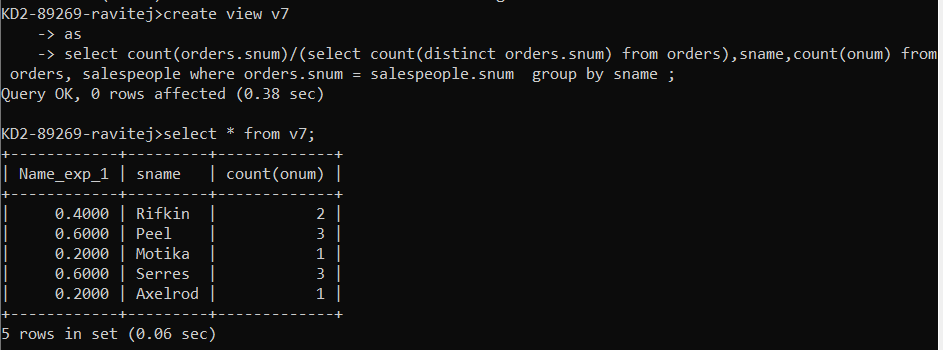 KD2-89269-ravitej>create view v7
    -> as
    -> select count(orders.snum)/(select count(distinct orders.snum) from orders),sname,count(onum) from
 orders, salespeople where orders.snum = salespeople.snum  group by sname ;
Query OK, 0 rows affected (0.38 sec)

KD2-89269-ravitej>select * from v7;
+------------+---------+-------------+
| Name_exp_1 | sname   | count(onum) |
+------------+---------+-------------+
|     0.4000 | Rifkin  |           2 |
|     0.6000 | Peel    |           3 |
|     0.2000 | Motika  |           1 |
|     0.6000 | Serres  |           3 |
|     0.2000 | Axelrod |           1 |
+------------+---------+-------------+
5 rows in set (0.06 sec)